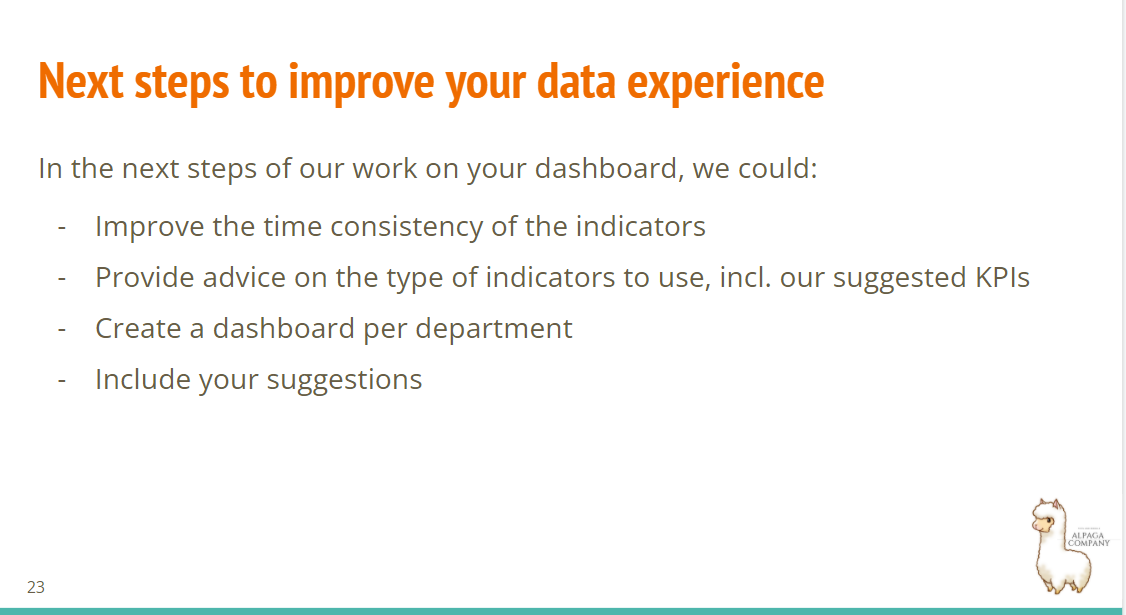 Next steps to improve your data experience
In the next steps of our work on your dashboard, we could:
- Improve the time consistency of the indicators
- Provide advice on the type of indicators to use, incl. our suggested KPIs
- Create a dashboard per department
- Include your suggestions
ALPAGA
COMPANY
23